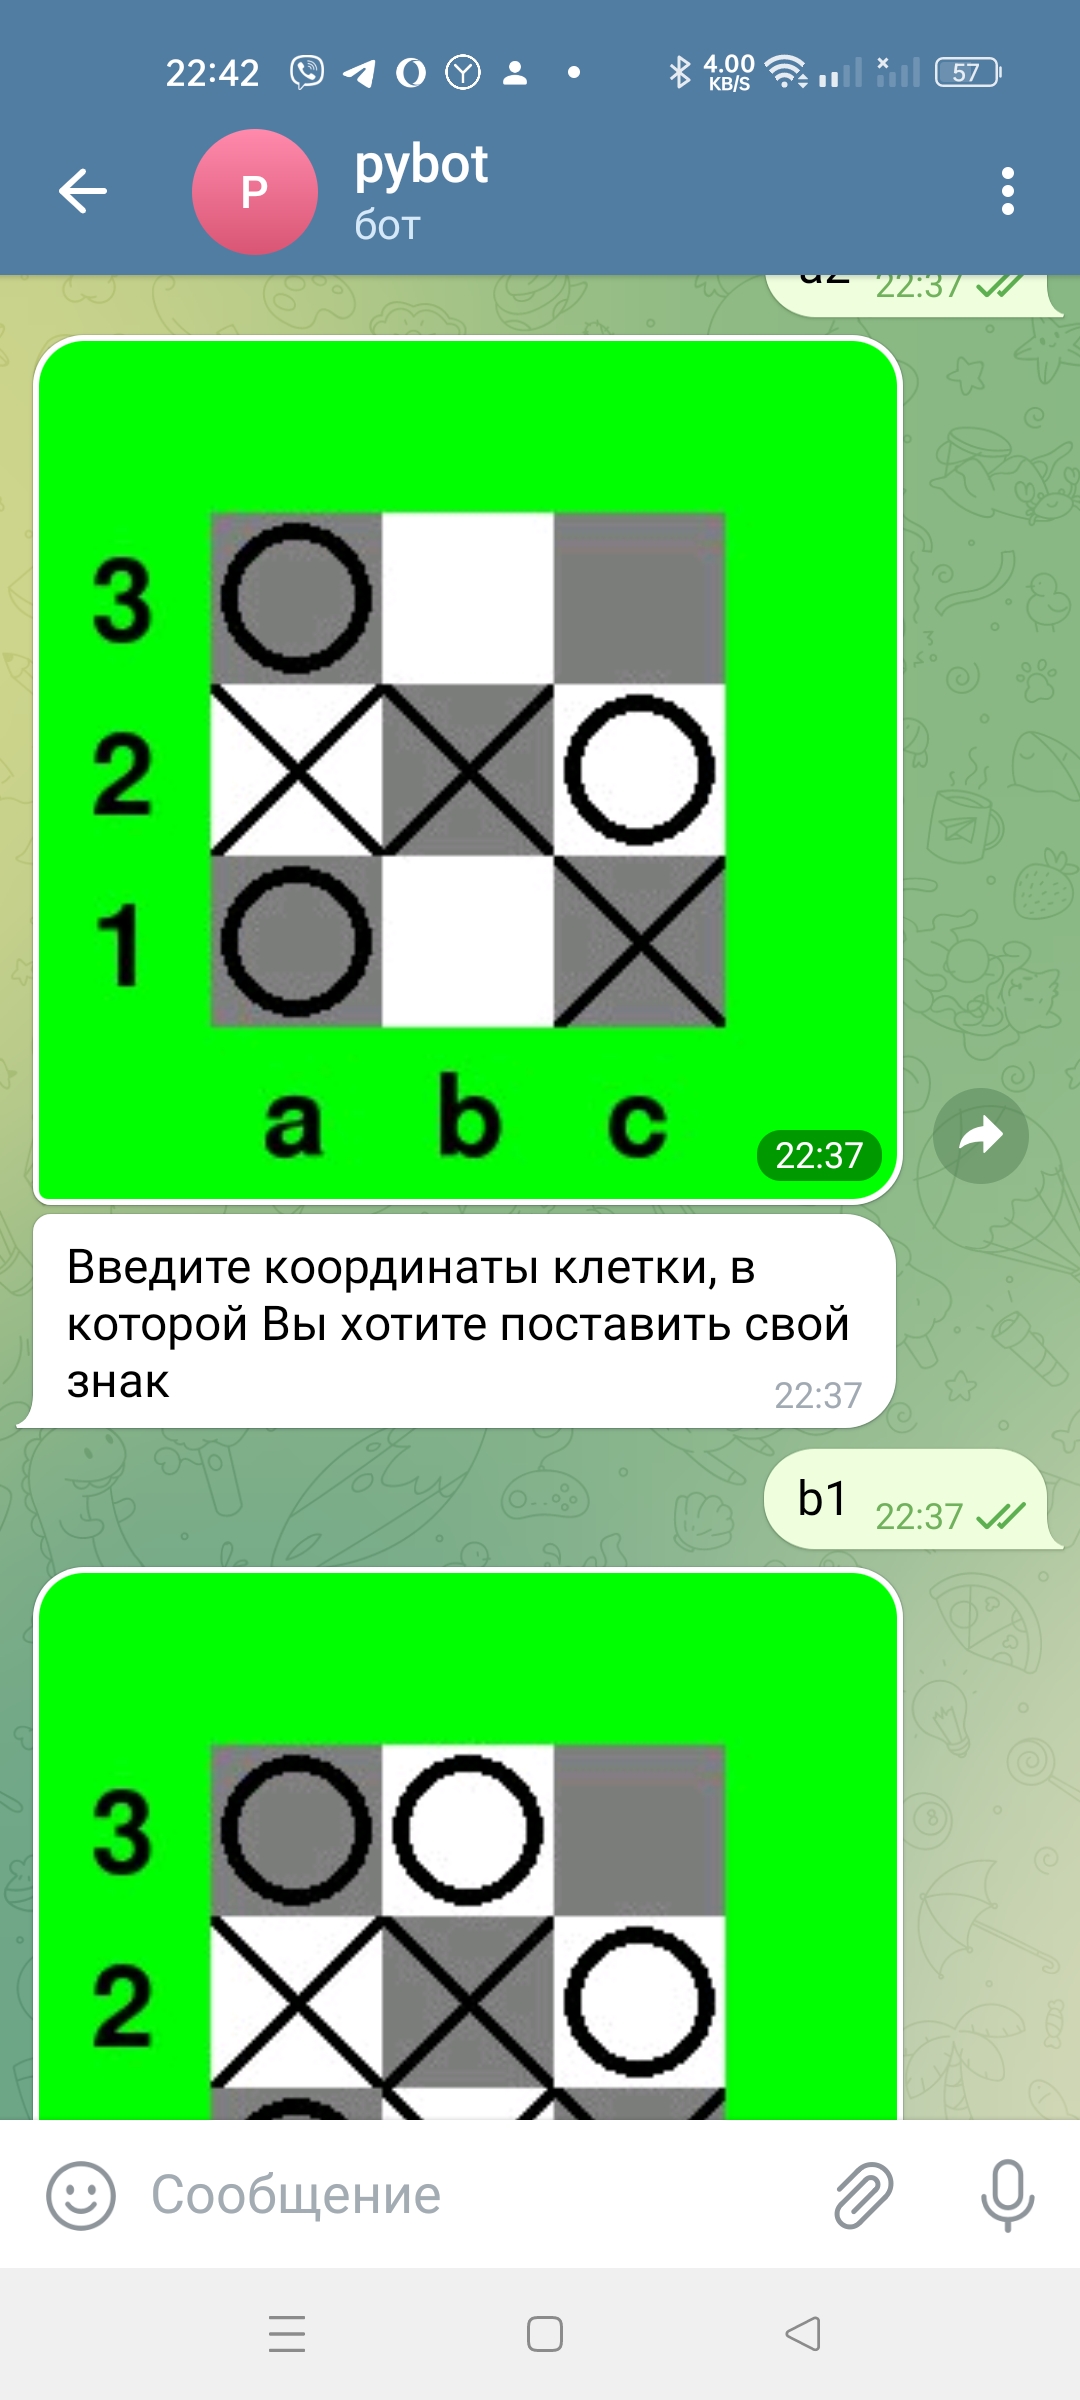 22:42
4.00
KB/S
57
P
pybot
бот
a2 22:37
3
2
1
a b c
22:37
Введите координаты клетки, в
которой Вы хотите поставить свой
знак
22:37
b1 22:37
3
2
Сообщение